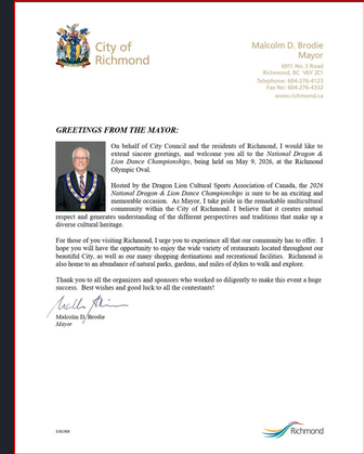 City of
Richmond
Malcolm D. Brodie
Mayor
6911 No. 3 Road
Richmond, BC V6Y 2C1
Telephone: 604-276-4123
Fax No: 604-276-4332
www.richmond.ca
GREETINGS FROM THE MAYOR:
On behalf of City Council and the residents of Richmond, I would like to
extend sincere greetings, and welcome you all to the National Dragon &
Lion Dance Championships, being held on May 9, 2026, at the Richmond
Olympic Oval.
Hosted by the Dragon Lion Cultural Sports Association of Canada, the 2026
National Dragon & Lion Dance Championships is sure to be an exciting and
memorable occasion. As Mayor, I take pride in the remarkable multicultural
community within the City of Richmond. I believe that it creates mutual
respect and generates understanding of the different perspectives and traditions that make up a
diverse cultural heritage.
For those of you visiting Richmond, I urge you to experience all that our community has to offer. I
hope you will have the opportunity to enjoy the wide variety of restaurants located throughout our
beautiful City, as well as our many shopping destinations and recreational facilities. Richmond is
also home to an abundance of natural parks, gardens, and miles of dykes to walk and explore.
Thank you to all the organizers and sponsors who worked so diligently to make this event a huge
success. Best wishes and good luck to all the contestants!
Malcolm D. Brodie
Mayor
Richmond